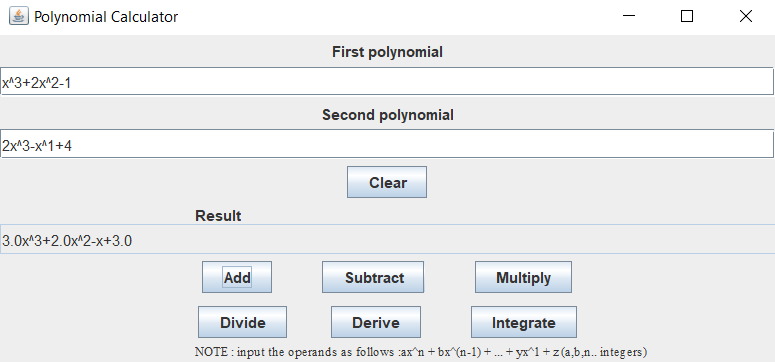 Polynomial Calculator
First polynomial
x^3+2x^2-1
Second polynomial
2x^3-x^1+4
Clear
Result
3.0x^3+2.0x^2-x+3.0
Add Subtract Multiply
Divide Derive Integrate
NOTE : input the operands as follows :ax^n + bx^(n-1) + ... + yx^1 + z (a,b,n.. integers)